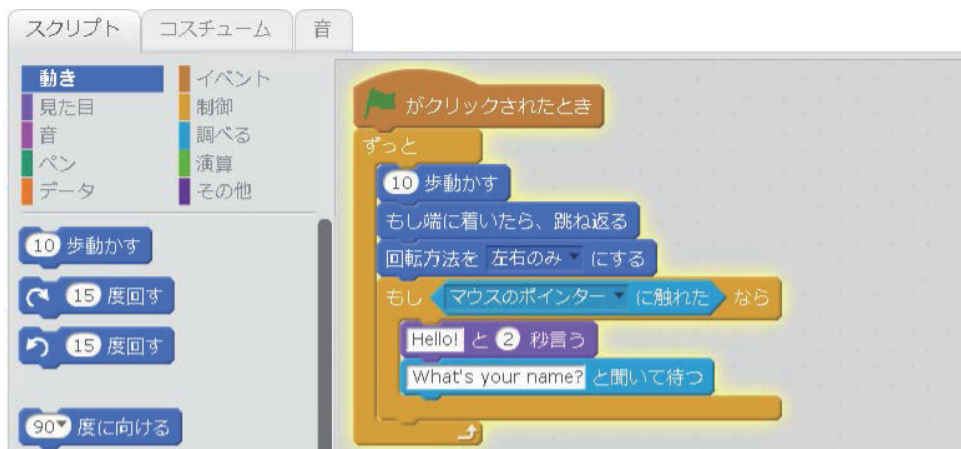 スクリプト コスチューム 音
動き イベント
見た目 制御
音 調べる
ペン 演算
データ その他
10 歩動かす
15 度回す
15 度回す
90 度に向ける
がクリックされたとき
ずっと
10 歩動かす
もし端に着いたら、跳ね返る
回転方法を 左右のみ にする
もし マウスのポインター に触れた なら
Hello! と 2 秒言う
What's your name? と聞いて待つ